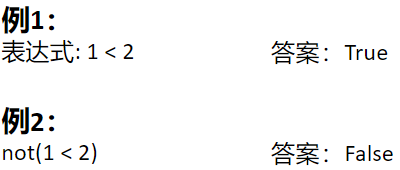 例1：
表达式: 1 < 2 答案：True
例2：
not(1 < 2) 答案：False